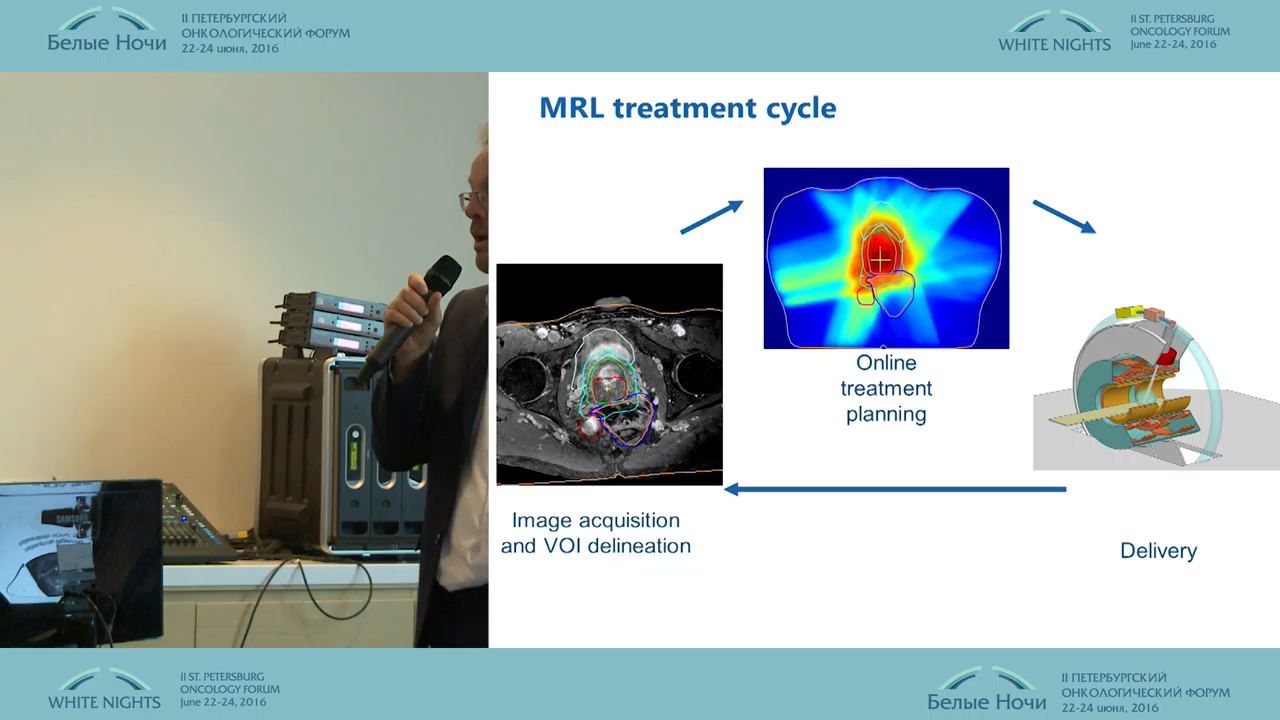 II ПЕТЕРБУРГСКИЙ
ОНКОЛОГИЧЕСКИЙ ФОРУМ
22-24 июня, 2016
Белые Ночи
II ST. PETERSBURG
ONCOLOGY FORUM
June 22-24, 2016
WHITE NIGHTS
MRL treatment cycle
Online
treatment
planning
Image acquisition
and VOI delineation
Delivery
SAMSUNG
II ST. PETERSBURG
ONCOLOGY FORUM
June 22-24, 2016
WHITE NIGHTS
II ПЕТЕРБУРГСКИЙ
ОНКОЛОГИЧЕСКИЙ ФОРУМ
22-24 июня, 2016
Белые Ночи